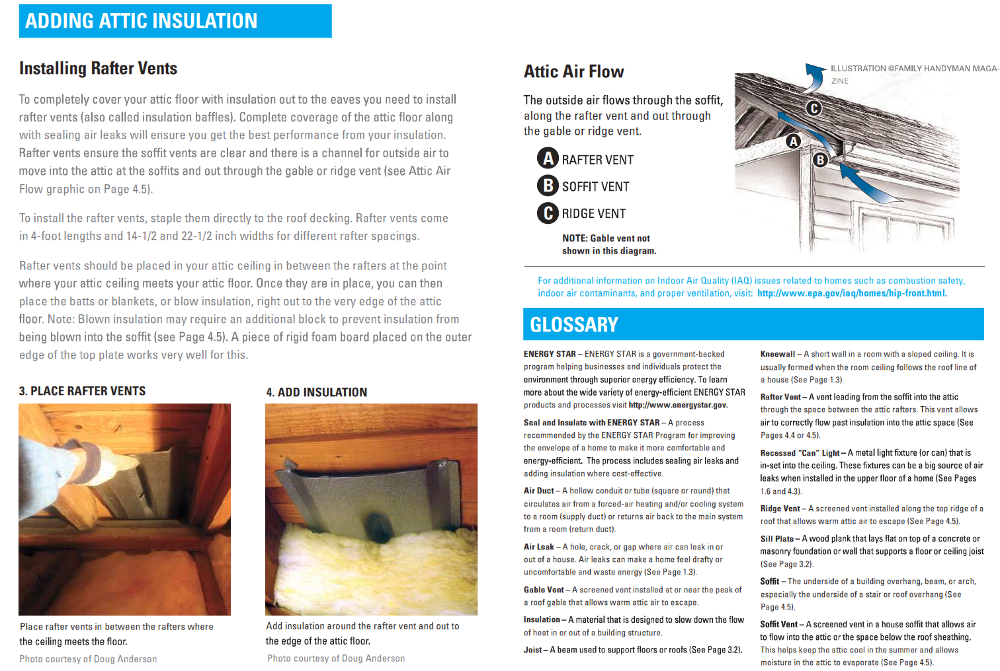 ADDING ATTIC INSULATION
Installing Rafter Vents
To completely cover your attic floor with insulation out to the eaves you need to install
rafter vents (also called insulation baffles). Complete coverage of the attic floor along
with sealing air leaks will ensure you get the best performance from your insulation.
Rafter vents ensure the soffit vents are clear and there is a channel for outside air to
move into the attic at the soffits and out through the gable or ridge vent (see Attic Air
Flow graphic on Page 4.5).
To install the rafter vents, staple them directly to the roof decking. Rafter vents come
in 4-foot lengths and 14-1/2 and 22-1/2 inch widths for different rafter spacings.
Rafter vents should be placed in your attic ceiling in between the rafters at the point
where your attic ceiling meets your attic floor. Once they are in place, you can then
place the batts or blankets, or blow insulation, right out to the very edge of the attic
floor. Note: Blown insulation may require an additional block to prevent insulation from
being blown into the soffit (see Page 4.5). A piece of rigid foam board placed on the outer
edge of the top plate works very well for this.
3. PLACE RAFTER VENTS
Place rafter vents in between the rafters where
the ceiling meets the floor.
Photo courtesy of Doug Anderson
4. ADD INSULATION
Add insulation around the rafter vent and out to
the edge of the attic floor.
Photo courtesy of Doug Anderson
Attic Air Flow
The outside air flows through the soffit,
along the rafter vent and out through
the gable or ridge vent.
A RAFTER VENT
B SOFFIT VENT
C RIDGE VENT
NOTE: Gable vent not
shown in this diagram.
ILLUSTRATION ©FAMILY HANDYMAN MAGA-
ZINE
C
A
B
For additional information on Indoor Air Quality (IAQ) issues related to homes such as combustion safety,
indoor air contaminants, and proper ventilation, visit: http://www.epa.gov/iaq/homes/hip-front.html.
GLOSSARY
ENERGY STAR – ENERGY STAR is a government-backed
program helping businesses and individuals protect the
environment through superior energy efficiency. To learn
more about the wide variety of energy-efficient ENERGY STAR
products and processes visit http://www.energystar.gov.
Seal and Insulate with ENERGY STAR – A process
recommended by the ENERGY STAR Program for improving
the envelope of a home to make it more comfortable and
energy-efficient. The process includes sealing air leaks and
adding insulation where cost-effective.
Air Duct – A hollow conduit or tube (square or round) that
circulates air from a forced-air heating and/or cooling system
to a room (supply duct) or returns air back to the main system
from a room (return duct).
Air Leak – A hole, crack, or gap where air can leak in or
out of a house. Air leaks can make a home feel drafty or
uncomfortable and waste energy (See Page 1.3).
Gable Vent – A screened vent installed at or near the peak of
a roof gable that allows warm attic air to escape.
Insulation – A material that is designed to slow down the flow
of heat in or out of a building structure.
Joist – A beam used to support floors or roofs (See Page 3.2).
Kneewall – A short wall in a room with a sloped ceiling. It is
usually formed when the room ceiling follows the roof line of
a house (See Page 1.3).
Rafter Vent – A vent leading from the soffit into the attic
through the space between the attic rafters. This vent allows
air to correctly flow past insulation into the attic space (See
Pages 4.4 or 4.5).
Recessed “Can” Light – A metal light fixture (or can) that is
in-set into the ceiling. These fixtures can be a big source of air
leaks when installed in the upper floor of a home (See Pages
1.6 and 4.3).
Ridge Vent – A screened vent installed along the top ridge of a
roof that allows warm attic air to escape (See Page 4.5).
Sill Plate – A wood plank that lays flat on top of a concrete or
masonry foundation or wall that supports a floor or ceiling joist
(See Page 3.2).
Soffit – The underside of a building overhang, beam, or arch,
especially the underside of a stair or roof overhang (See
Page 4.5).
Soffit Vent – A screened vent in a house soffit that allows air
to flow into the attic or the space below the roof sheathing.
This helps keep the attic cool in the summer and allows
moisture in the attic to evaporate (See Page 4.5).